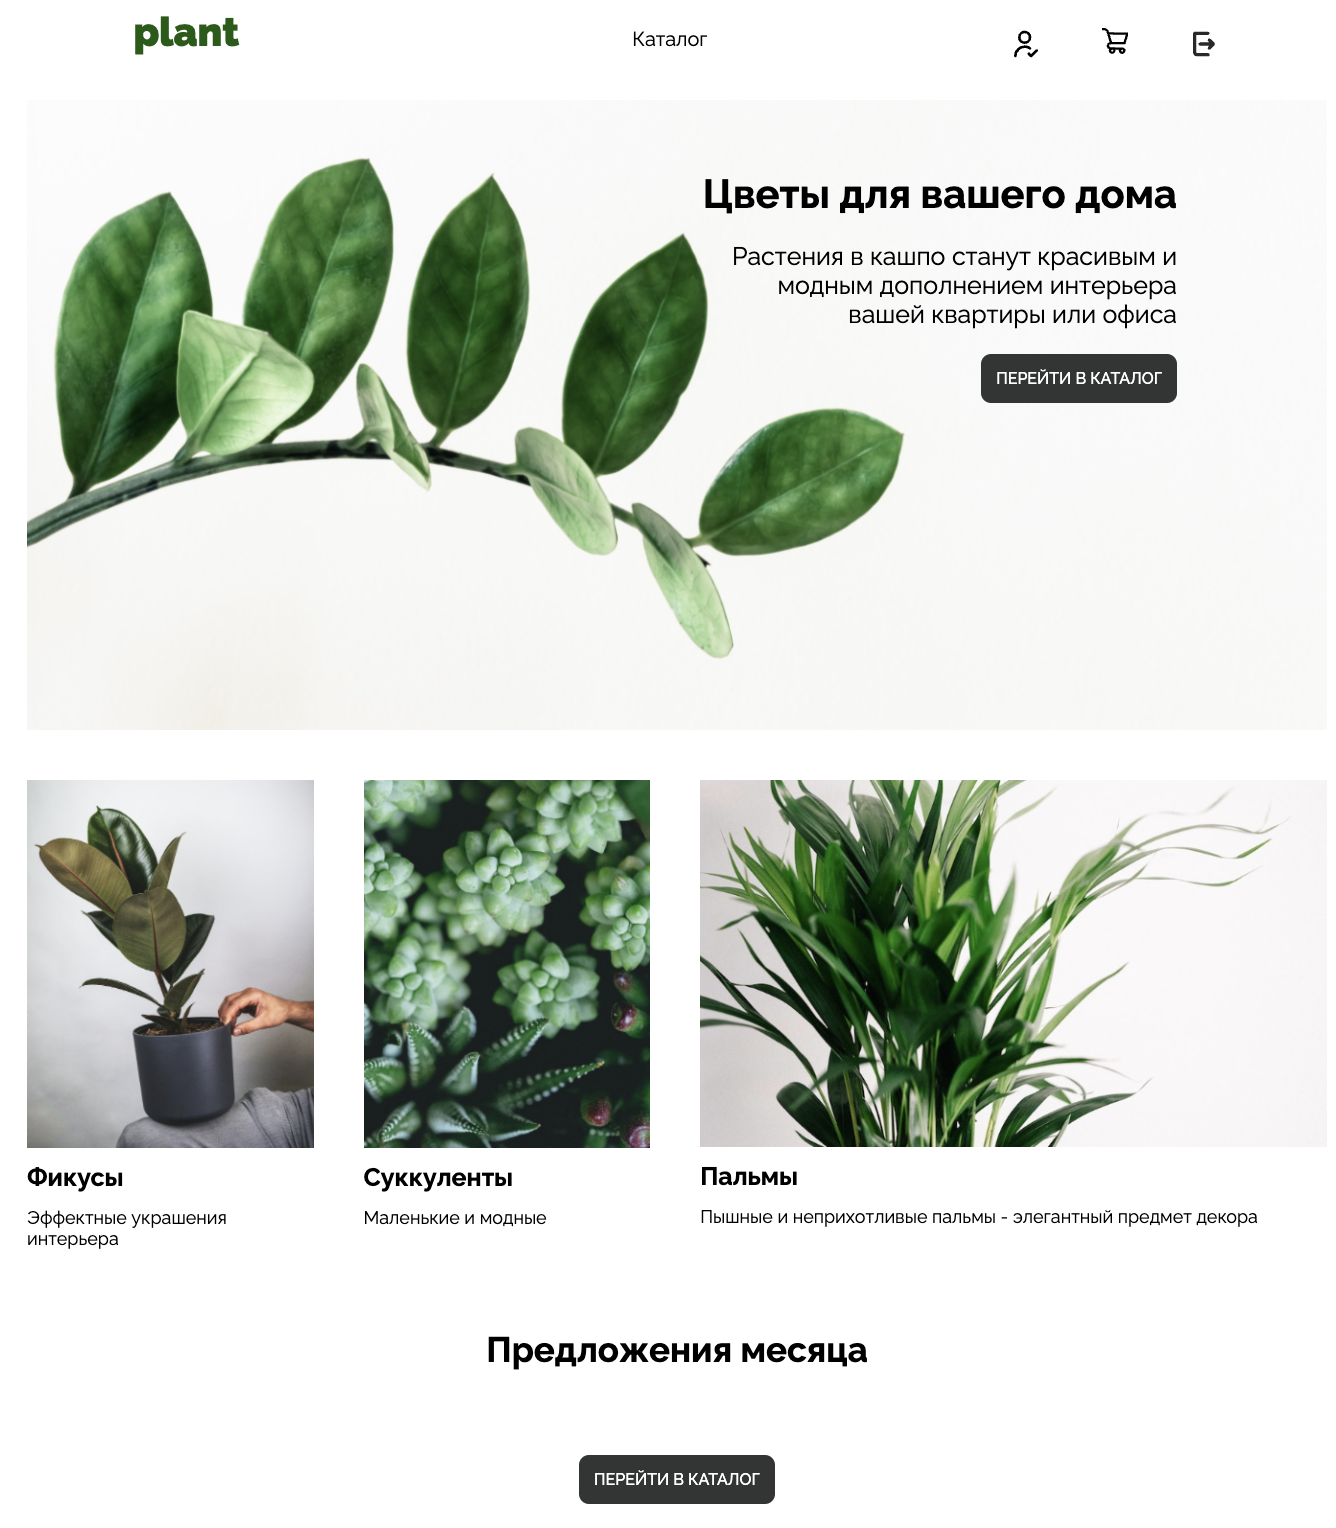 plant
Каталог
Цветы для вашего дома
Растения в кашпо станут красивым и
модным дополнением интерьера
вашей квартиры или офиса
ПЕРЕЙТИ В КАТАЛОГ
Фикусы
Эффектные украшения
интерьера
Суккуленты
Маленькие и модные
Пальмы
Пышные и неприхотливые пальмы - элегантный предмет декора
Предложения месяца
ПЕРЕЙТИ В КАТАЛОГ